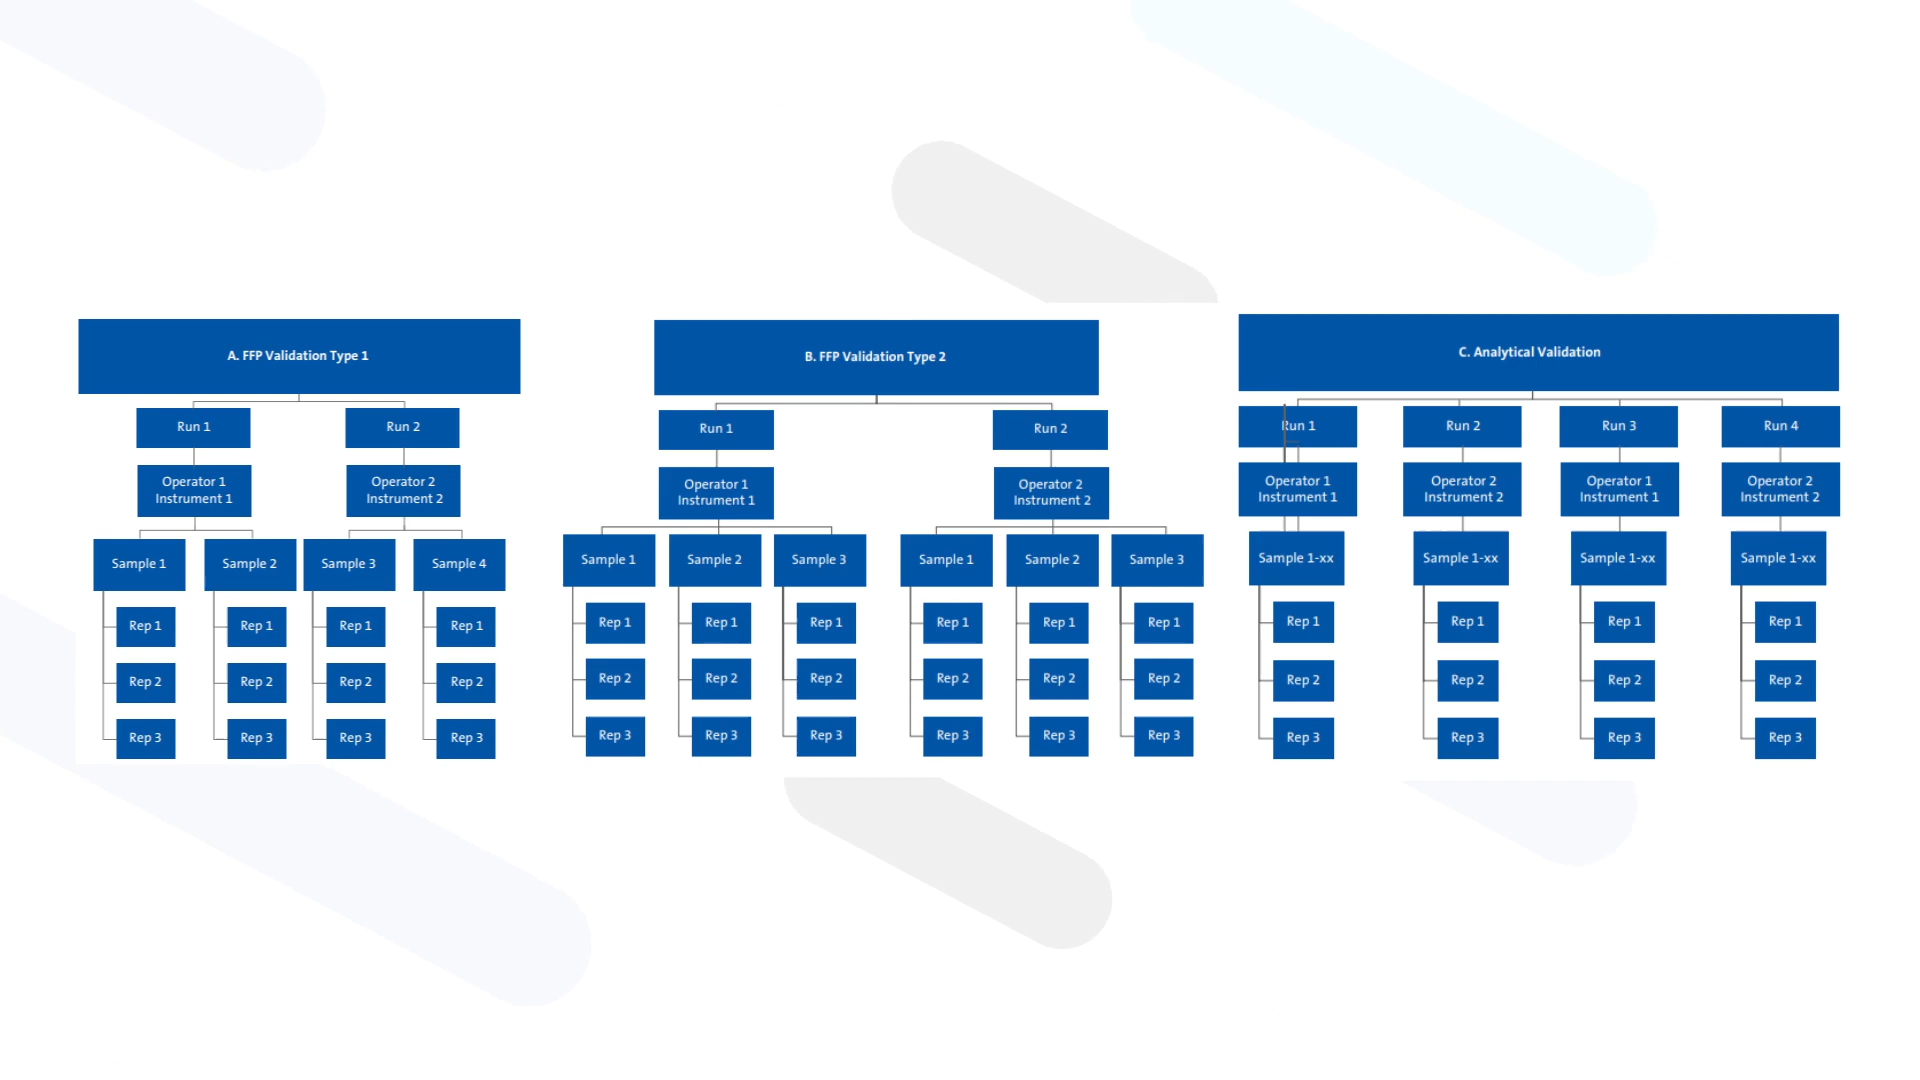 A. FFP Validation Type 1
Run 1
Run 2
Operator 1
Instrument 1
Operator 2
Instrument 2
Sample 1
Sample 2
Sample 3
Sample 4
Rep 1
Rep 1
Rep 1
Rep 1
Rep 2
Rep 2
Rep 2
Rep 2
Rep 3
Rep 3
Rep 3
Rep 3
B. FFP Validation Type 2
Run 1
Run 2
Operator 1
Instrument 1
Operator 2
Instrument 2
Sample 1
Sample 2
Sample 3
Sample 1
Sample 2
Sample 3
Rep 1
Rep 1
Rep 1
Rep 1
Rep 1
Rep 1
Rep 2
Rep 2
Rep 2
Rep 2
Rep 2
Rep 2
Rep 3
Rep 3
Rep 3
Rep 3
Rep 3
Rep 3
C. Analytical Validation
Run 1
Run 2
Run 3
Run 4
Operator 1
Instrument 1
Operator 2
Instrument 2
Operator 1
Instrument 1
Operator 2
Instrument 2
Sample 1-xx
Sample 1-xx
Sample 1-xx
Sample 1-xx
Rep 1
Rep 1
Rep 1
Rep 1
Rep 2
Rep 2
Rep 2
Rep 2
Rep 3
Rep 3
Rep 3
Rep 3